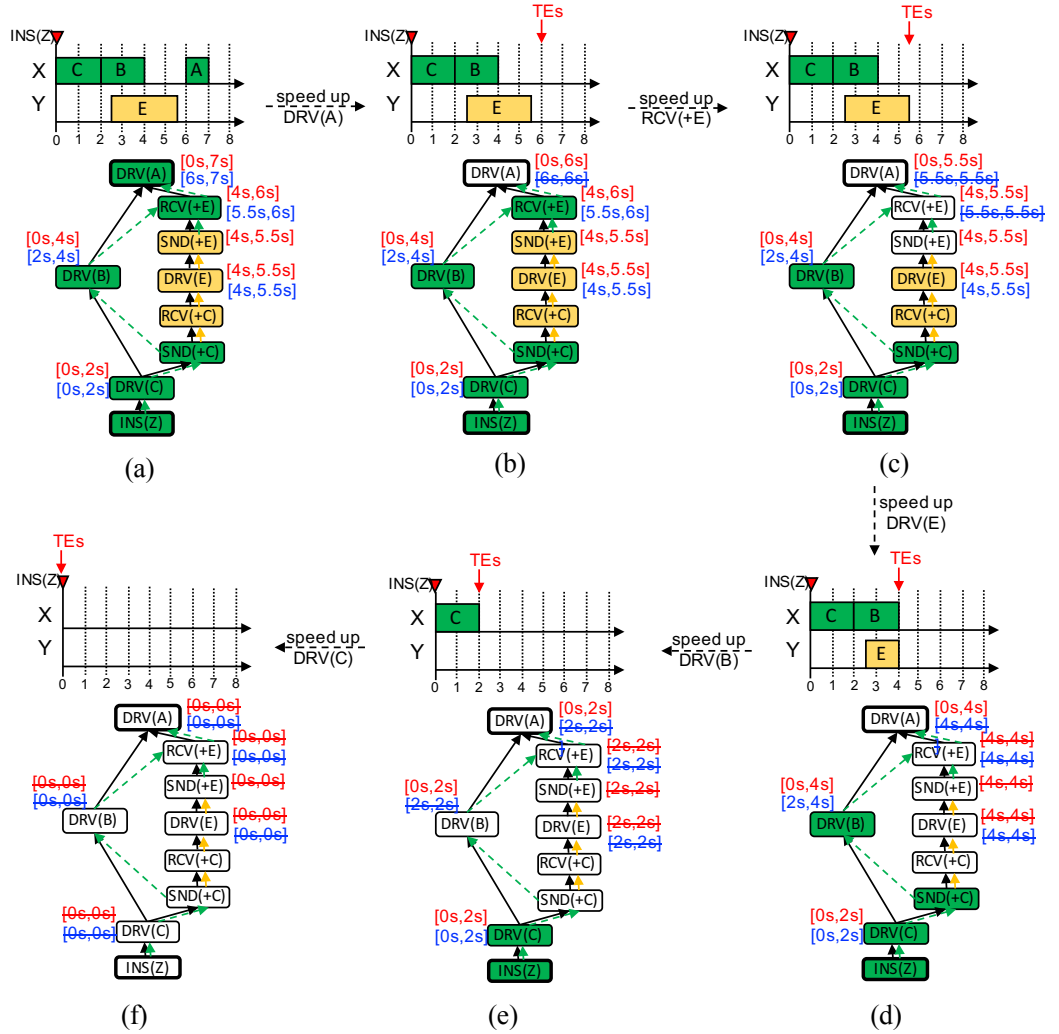 INS(Z)
X
C
B
A
Y
E
0 1 2 3 4 5 6 7 8
[0s,7s]
[6s,7s]
DRV(A)
[4s,6s]
[5.5s,6s]
RCV(+E)
[0s,4s]
[2s,4s]
SND(+E)
[4s,5.5s]
DRV(B)
DRV(E)
[4s,5.5s]
[4s,5.5s]
RCV(+C)
SND(+C)
[0s,2s]
[0s,2s]
DRV(C)
INS(Z)
(a)
speed up
DRV(A)
TEs
INS(Z)
X
C
B
Y
E
0 1 2 3 4 5 6 7 8
[0s,6s]
[6s,6s]
DRV(A)
[4s,6s]
[5.5s,6s]
RCV(+E)
[0s,4s]
[2s,4s]
SND(+E)
[4s,5.5s]
DRV(B)
DRV(E)
[4s,5.5s]
[4s,5.5s]
RCV(+C)
SND(+C)
[0s,2s]
[0s,2s]
DRV(C)
INS(Z)
(b)
speed up
RCV(+E)
TEs
INS(Z)
X
C
B
Y
E
0 1 2 3 4 5 6 7 8
[0s,5.5s]
[5.5s,5.5s]
DRV(A)
[4s,5.5s]
[5.5s,5.5s]
RCV(+E)
[0s,4s]
[2s,4s]
SND(+E)
[4s,5.5s]
DRV(B)
DRV(E)
[4s,5.5s]
[4s,5.5s]
RCV(+C)
SND(+C)
[0s,2s]
[0s,2s]
DRV(C)
INS(Z)
(c)
speed up
DRV(E)
TEs
INS(Z)
X
Y
0 1 2 3 4 5 6 7 8
[0s,0s]
[0s,0s]
DRV(A)
[0s,0s]
[0s,0s]
RCV(+E)
[0s,0s]
[0s,0s]
SND(+E)
[0s,0s]
DRV(B)
DRV(E)
[0s,0s]
[0s,0s]
RCV(+C)
SND(+C)
[0s,0s]
[0s,0s]
DRV(C)
INS(Z)
(f)
speed up
DRV(C)
TEs
INS(Z)
X
C
Y
0 1 2 3 4 5 6 7 8
[0s,2s]
[2s,2s]
DRV(A)
[2s,2s]
[2s,2s]
RCV(+E)
[0s,2s]
[2s,2s]
SND(+E)
[2s,2s]
DRV(B)
DRV(E)
[2s,2s]
[2s,2s]
RCV(+C)
SND(+C)
[0s,2s]
[0s,2s]
DRV(C)
INS(Z)
(e)
speed up
DRV(B)
TEs
INS(Z)
X
C
B
Y
E
0 1 2 3 4 5 6 7 8
[0s,4s]
[4s,4s]
DRV(A)
[4s,4s]
[4s,4s]
RCV(+E)
[0s,4s]
[2s,4s]
SND(+E)
[4s,4s]
DRV(B)
DRV(E)
[4s,4s]
[4s,4s]
RCV(+C)
SND(+C)
[0s,2s]
[0s,2s]
DRV(C)
INS(Z)
(d)